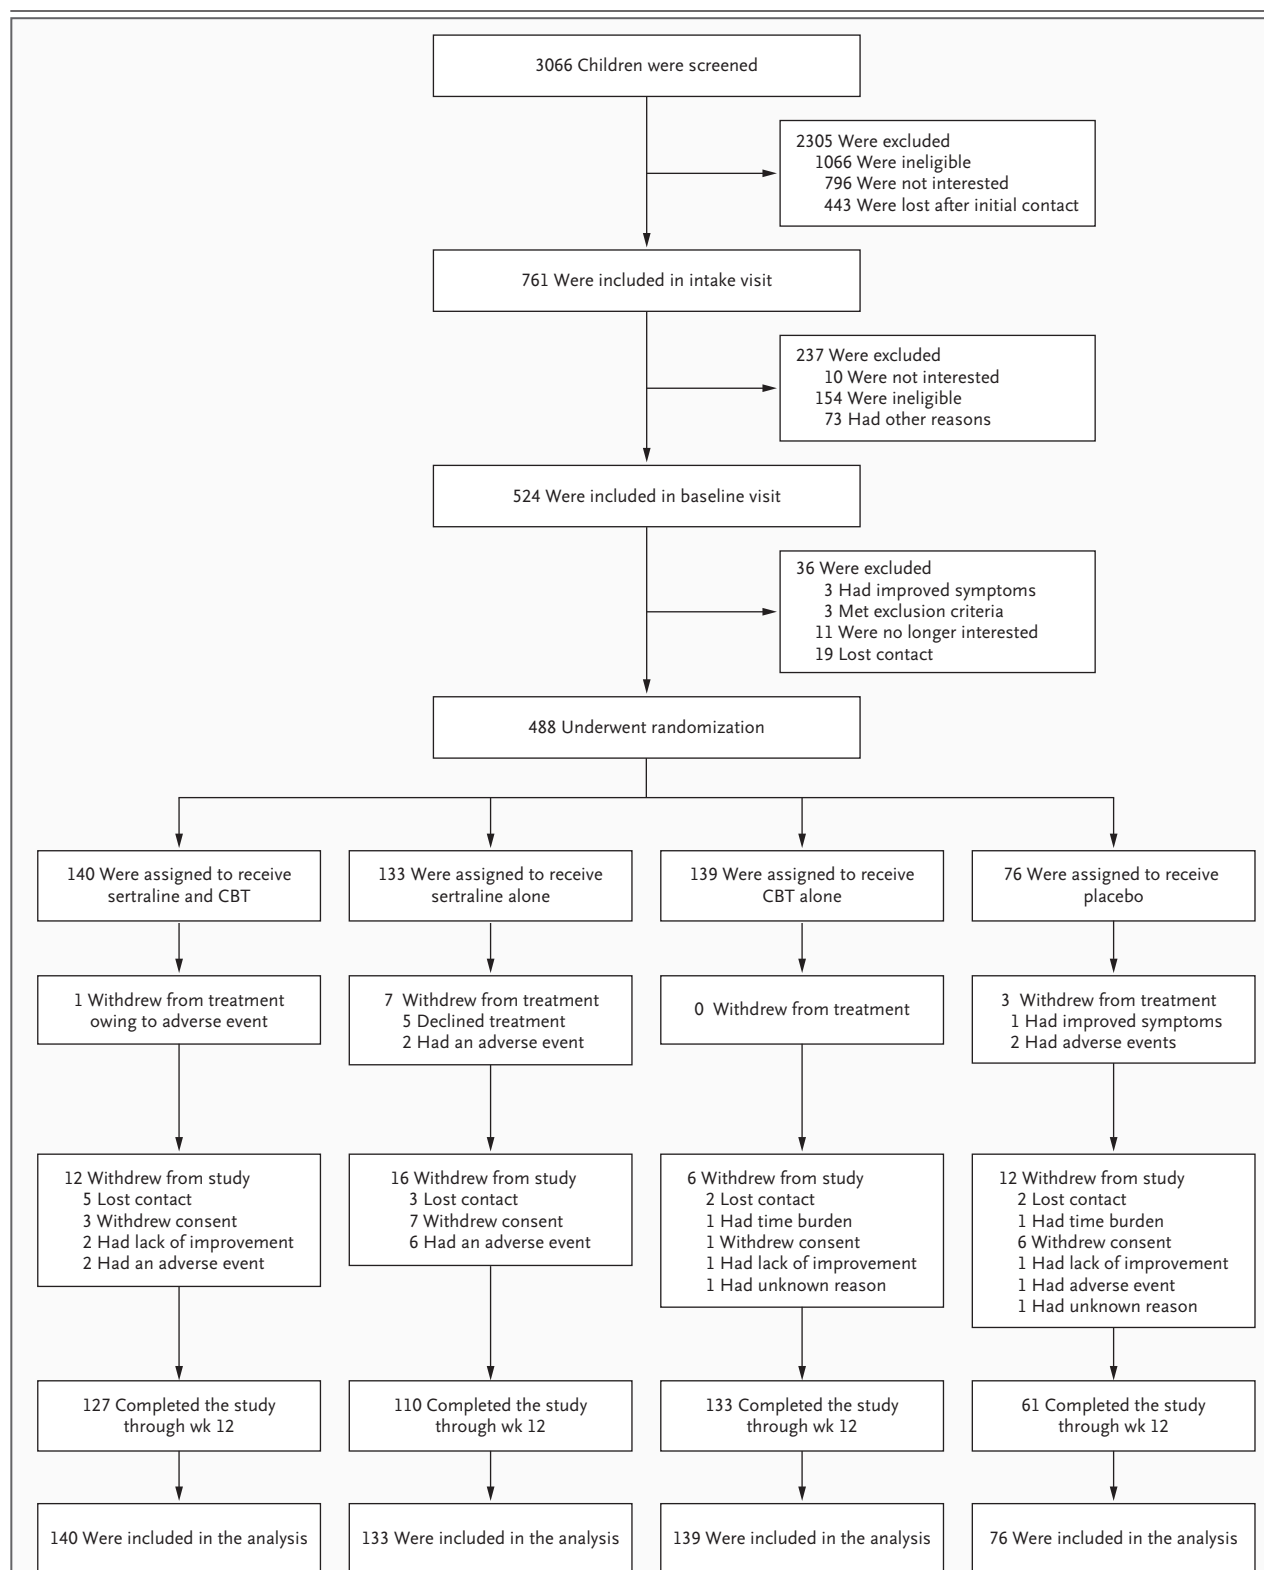 3066 Children were screened
2305 Were excluded
1066 Were ineligible
796 Were not interested
443 Were lost after initial contact
761 Were included in intake visit
237 Were excluded
10 Were not interested
154 Were ineligible
73 Had other reasons
524 Were included in baseline visit
36 Were excluded
3 Had improved symptoms
3 Met exclusion criteria
11 Were no longer interested
19 Lost contact
488 Underwent randomization
140 Were assigned to receive
sertraline and CBT
133 Were assigned to receive
sertraline alone
139 Were assigned to receive
CBT alone
76 Were assigned to receive
placebo
1 Withdrew from treatment
owing to adverse event
7 Withdrew from treatment
5 Declined treatment
2 Had an adverse event
0 Withdrew from treatment
3 Withdrew from treatment
1 Had improved symptoms
2 Had adverse events
12 Withdrew from study
5 Lost contact
3 Withdrew consent
2 Had lack of improvement
2 Had an adverse event
16 Withdrew from study
3 Lost contact
7 Withdrew consent
6 Had an adverse event
6 Withdrew from study
2 Lost contact
1 Had time burden
1 Withdrew consent
1 Had lack of improvement
1 Had unknown reason
12 Withdrew from study
2 Lost contact
1 Had time burden
6 Withdrew consent
1 Had lack of improvement
1 Had adverse event
1 Had unknown reason
127 Completed the study
through wk 12
110 Completed the study
through wk 12
133 Completed the study
through wk 12
61 Completed the study
through wk 12
140 Were included in the analysis
133 Were included in the analysis
139 Were included in the analysis
76 Were included in the analysis